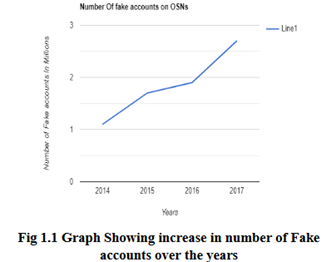 Number Of fake accounts on OSNs
Line1
3
2
1
0
Number of Fake accounts In Millions
2014 2015 2016 2017
Years
Fig 1.1 Graph Showing increase in number of Fake
accounts over the years